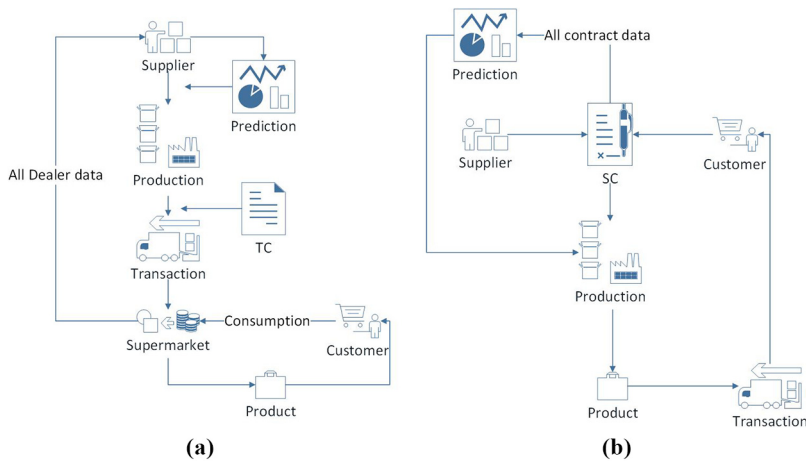 Supplier
Prediction
All Dealer data
Production
TC
Transaction
Consumption
Supermarket
Customer
Product
(a)
All contract data
Prediction
Supplier
SC
Customer
Production
Product
Transaction
(b)